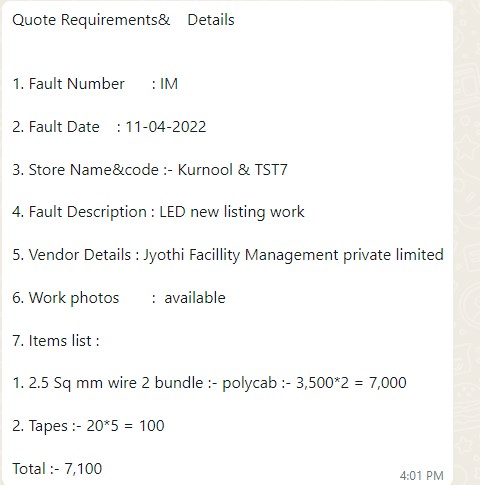 Quote Requirements& Details
1. Fault Number : IM
2. Fault Date : 11-04-2022
3. Store Name&code :- Kurnool & TST7
4. Fault Description : LED new listing work
5. Vendor Details : Jyothi Facillity Management private limited
6. Work photos : available
7. Items list :
1. 2.5 Sq mm wire 2 bundle :- polycab :- 3,500*2 = 7,000
2. Tapes :- 20*5 = 100
Total :- 7,100
4:01 PM